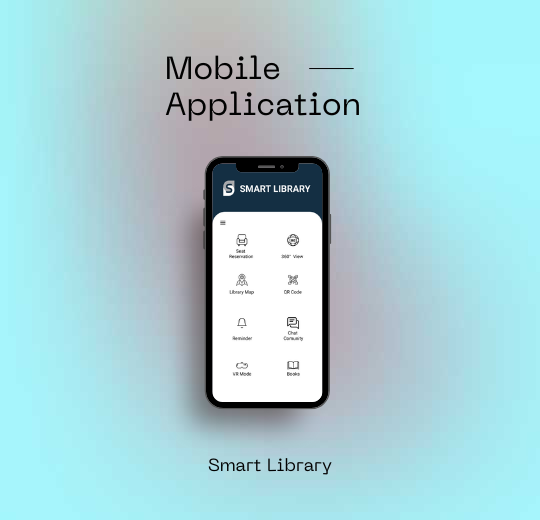 Mobile
Application
S SMART LIBRARY
Seat
Reservation
360° View
Library Map
QR Code
Reminder
Chat
Comunity
VR Mode
Books
Smart Library